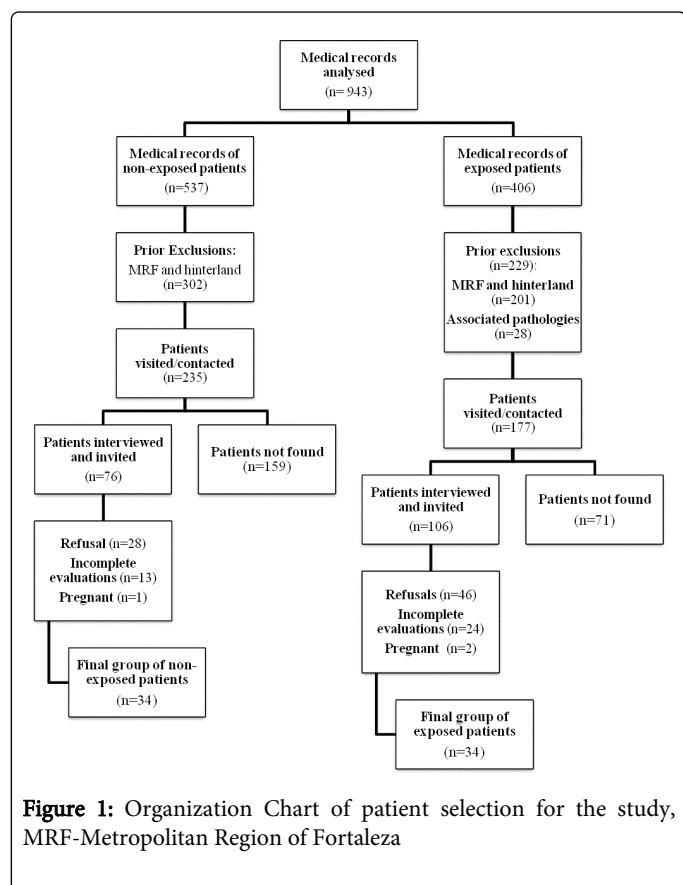 Medical records
analysed
(n= 943)
Medical records of
non-exposed patients
(n=537)
Medical records of
exposed patients
(n=406)
Prior Exclusions:
MRF and hinterland
(n=302)
Prior exclusions
(n=229):
MRF and hinterland
(n=201)
Associated pathologies
(n=28)
Patients
visited/contacted
(n=235)
Patients
visited/contacted
(n=177)
Patients interviewed
and invited
(n=76)
Patients not found
(n=159)
Patients interviewed
and invited
(n=106)
Patients not found
(n=71)
Refusal (n=28)
Incomplete
evaluations (n=13)
Pregnant (n=1)
Refusals (n=46)
Incomplete
evaluations (n=24)
Pregnant (n=2)
Final group of non-
exposed patients
(n=34)
Final group of
exposed patients
(n=34)
Figure 1: Organization Chart of patient selection for the study,
MRF-Metropolitan Region of Fortaleza